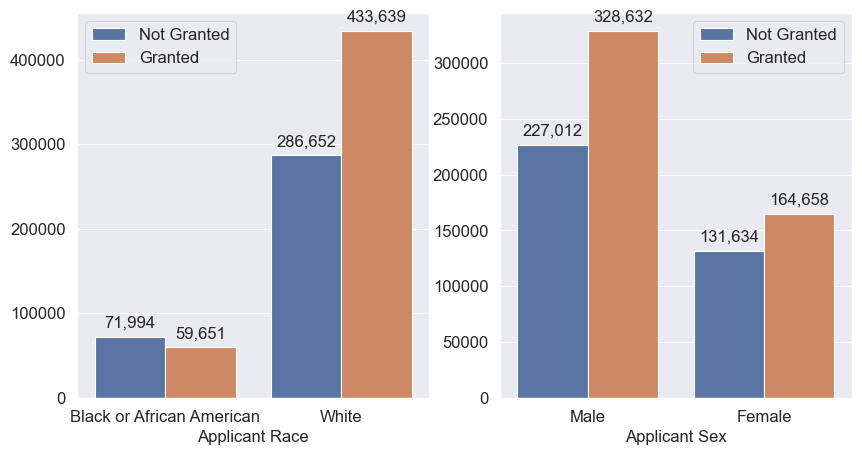 Not Granted
Granted
433,639
286,652
71,994
59,651
400000
300000
200000
100000
0
Black or African American
White
Applicant Race
Not Granted
Granted
328,632
227,012
164,658
131,634
300000
250000
200000
150000
100000
50000
0
Male
Female
Applicant Sex